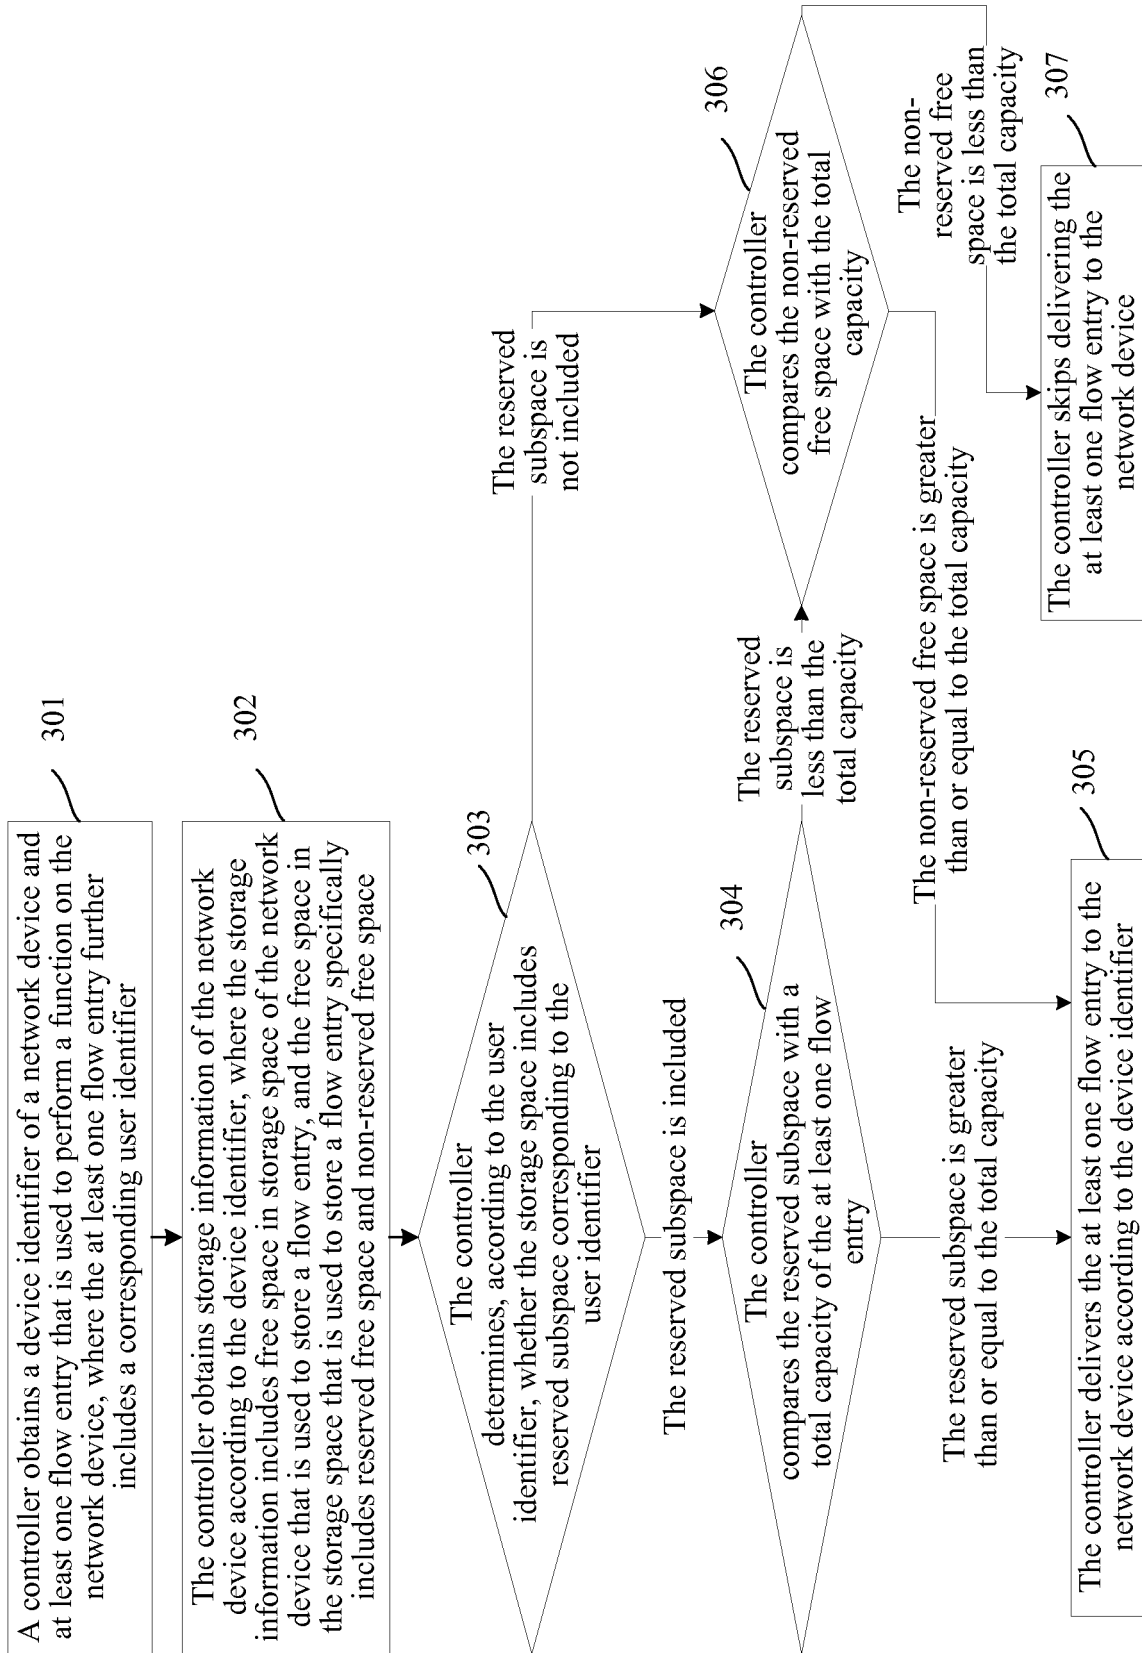 A controller obtains a device identifier of a network device and
at least one flow entry that is used to perform a function on the
network device, where the at least one flow entry further
includes a corresponding user identifier
301
The controller obtains storage information of the network
device according to the device identifier, where the storage
information includes free space in storage space of the network
device that is used to store a flow entry, and the free space in
the storage space that is used to store a flow entry specifically
includes reserved free space and non-reserved free space
302
The controller
determines, according to the user
identifier, whether the storage space includes
reserved subspace corresponding to the
user identifier
303
The reserved
subspace is
not included
The reserved subspace is included
The controller
compares the reserved subspace with a
total capacity of the at least one flow
entry
304
The reserved
subspace is
less than the
total capacity
The controller
compares the non-reserved
free space with the total
capacity
306
The reserved subspace is greater
than or equal to the total capacity
The non-reserved free space is greater
than or equal to the total capacity
The non-
reserved free
space is less than
the total capacity
The controller delivers the at least one flow entry to the
network device according to the device identifier
305
The controller skips delivering the
at least one flow entry to the
network device
307